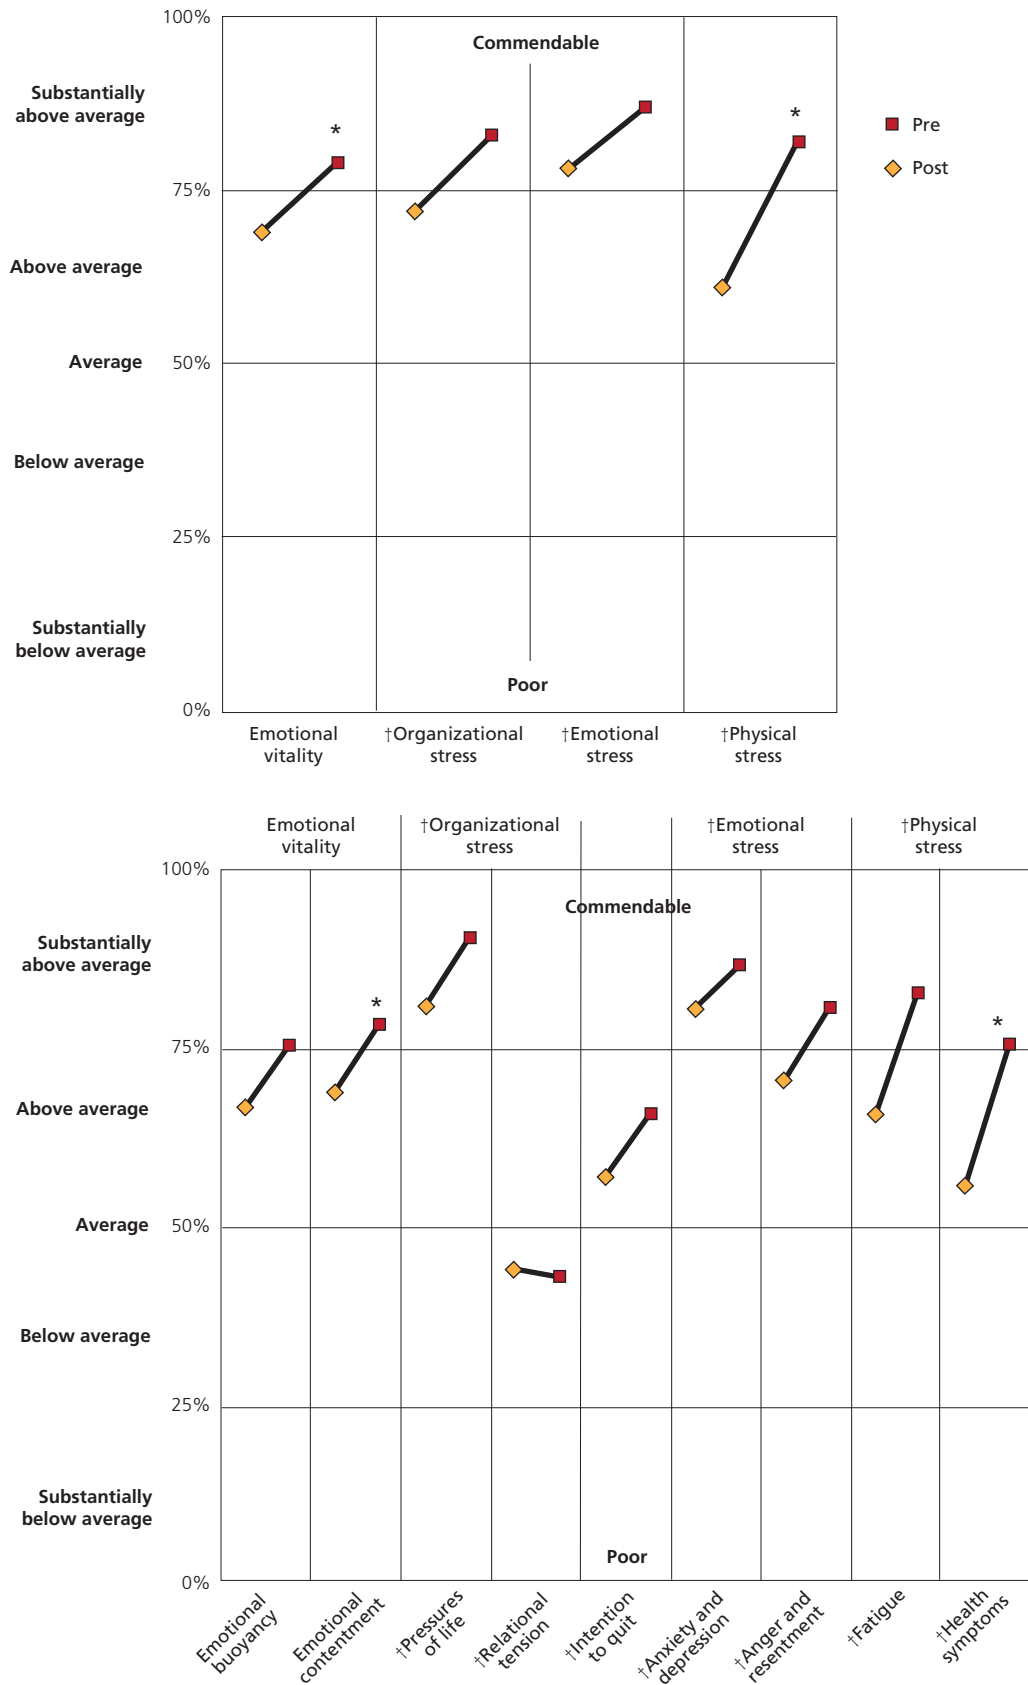 100%
Commendable
Substantially
above average
*
*
Pre
Post
75%
Above average
Average
50%
Below average
25%
Substantially
below average
Poor
0%
Emotional
vitality
†Organizational
stress
†Emotional
stress
†Physical
stress
Emotional
vitality
†Organizational
stress
†Emotional
stress
†Physical
stress
100%
Commendable
Substantially
above average
*
*
75%
Above average
Average
50%
Below average
25%
Substantially
below average
Poor
0%
Emotional
buoyancy
Emotional
contentment
†Pressures
of life
†Relational
tension
†Intention
to quit
†Anxiety and
depression
†Anger and
resentment
†Fatigue
†Health
symptoms